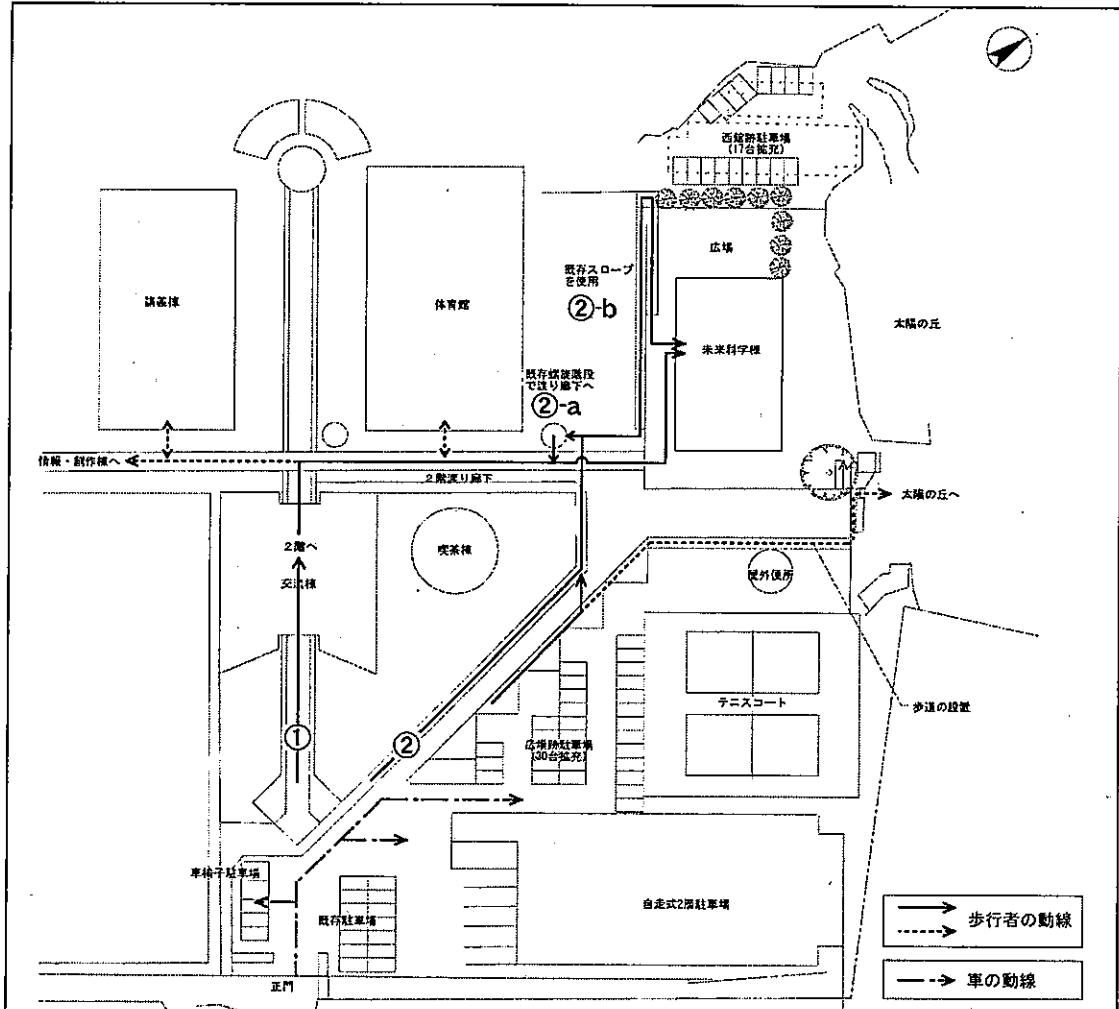 西館跡駐車場
(17台拡充)
広場
既存スロープ
を使用
②-b
講義棟
体育館
未来科学棟
太陽の丘
既存螺旋階段
で渡り廊下へ
②-a
情報・創作棟へ
2階渡り廊下
太陽の丘へ
2階へ
交流棟
喫茶棟
屋外便所
テニスコート
歩道の設置
①
②
広場跡駐車場
(30台拡充)
車椅子駐車場
既存駐車場
自走式2層駐車場
歩行者の動線
車の動線
正門